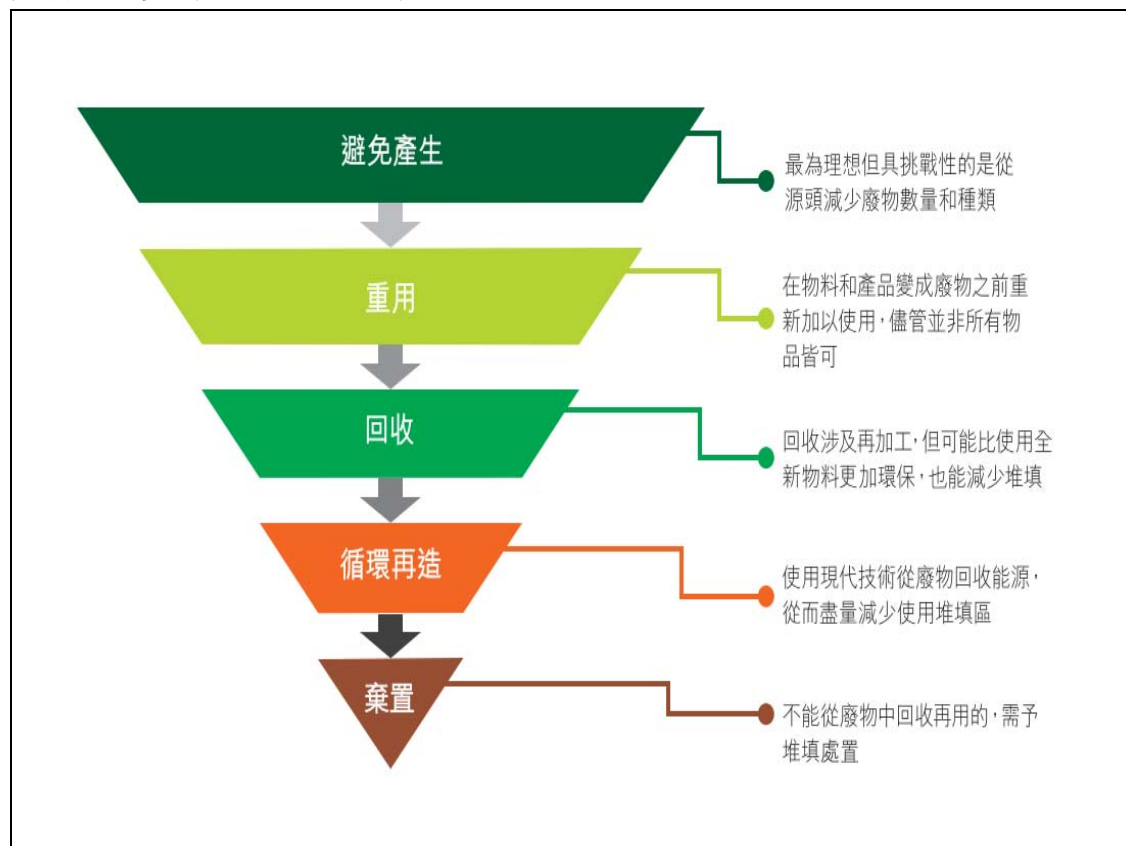 避免產生
最為理想但具挑戰性的是從
源頭減少廢物數量和種類
重用
在物料和產品變成廢物之前重
新加以使用，儘管並非所有物
品皆可
回收
回收涉及再加工，但可能比使用全
新物料更加環保，也能減少堆填
循環再造
使用現代技術從廢物回收能源，
從而盡量減少使用堆填區
棄置
不能從廢物中回收再用的，需予
堆填處置